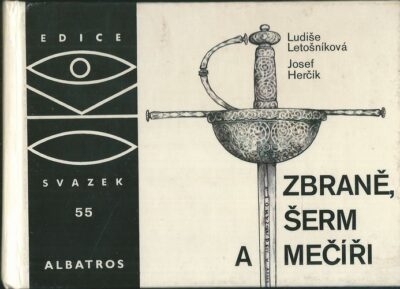 EDICE
SVAZEK
55
ALBATROS
Ludiše
Letošníková
Josef
Herčík
ZBRANĚ,
ŠERM
A MEČÍŘI